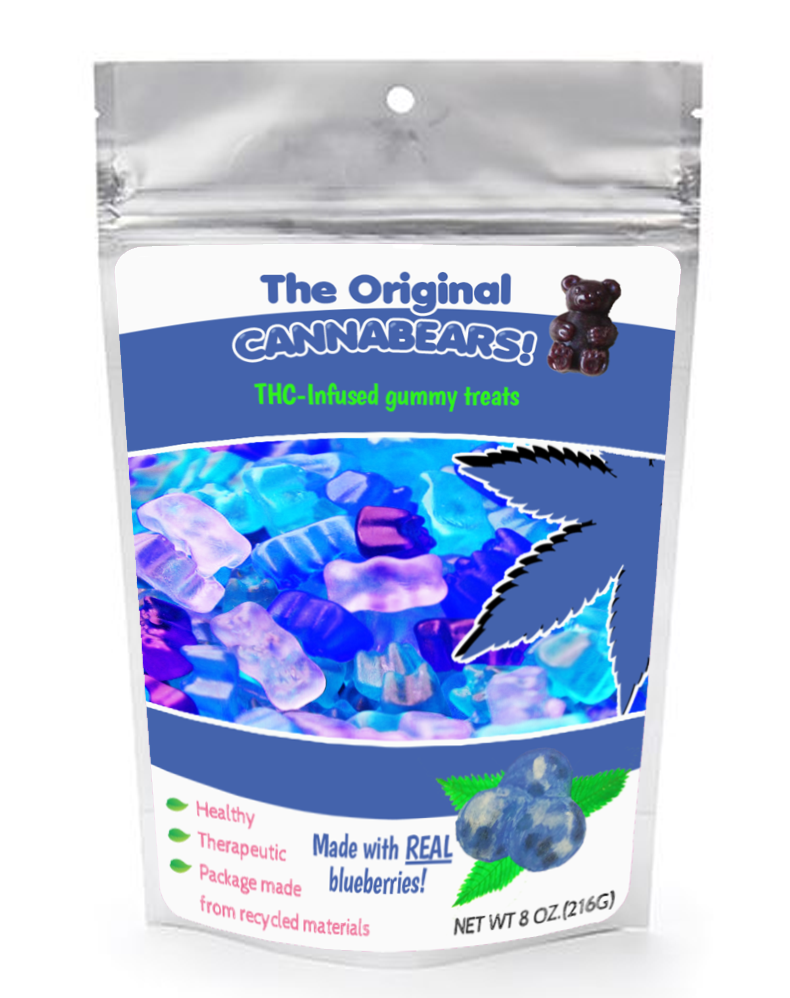 The Original
CANNABEARS!
THC-Infused gummy treats
Healthy
Therapeutic
Package made
from recycled materials
Made with REAL
blueberries!
NET WT 8 OZ.(216G)